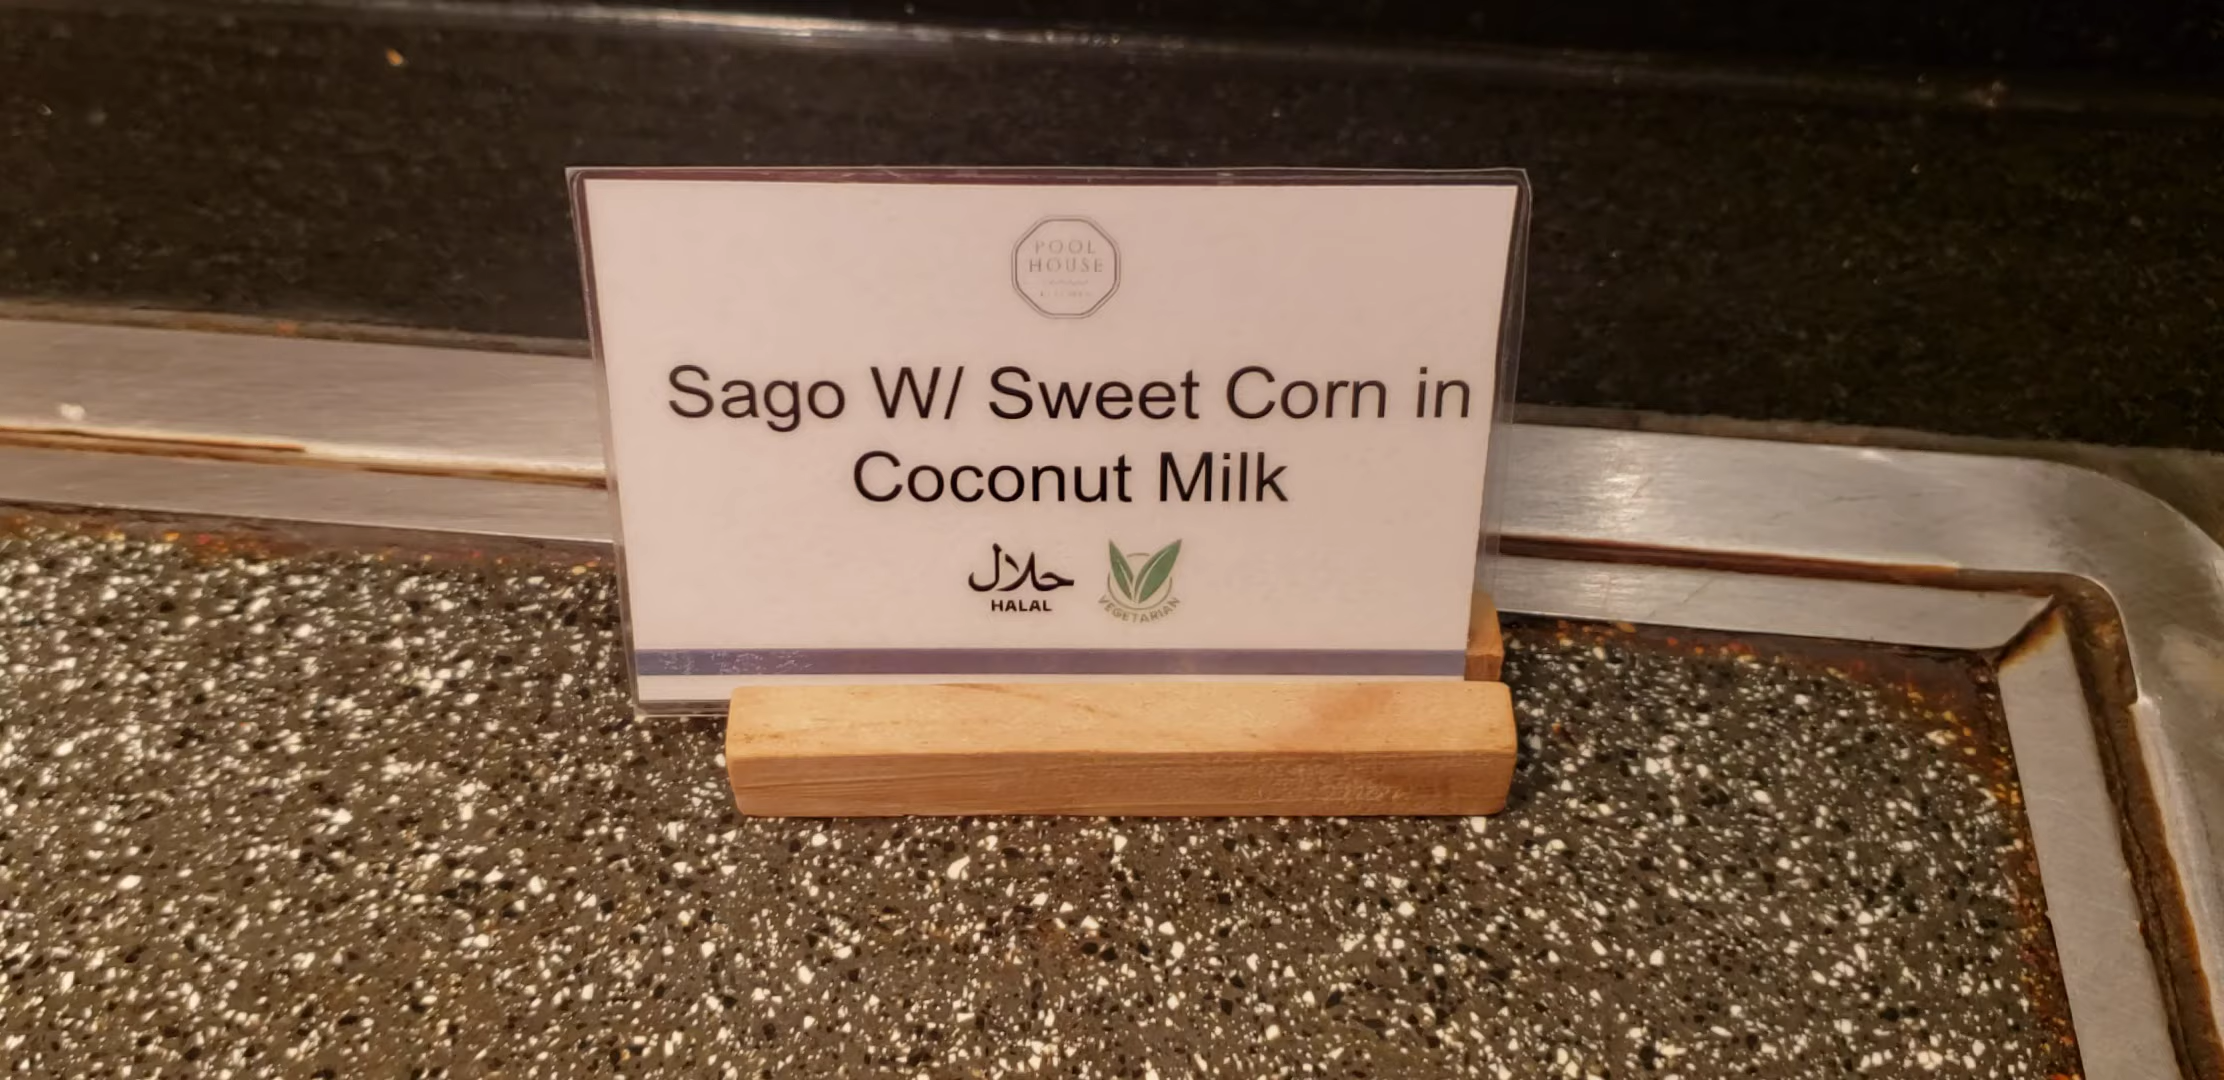 POOL
HOUSE
Sago W/ Sweet Corn in
Coconut Milk
حلال
HALAL
VEGETARIAN